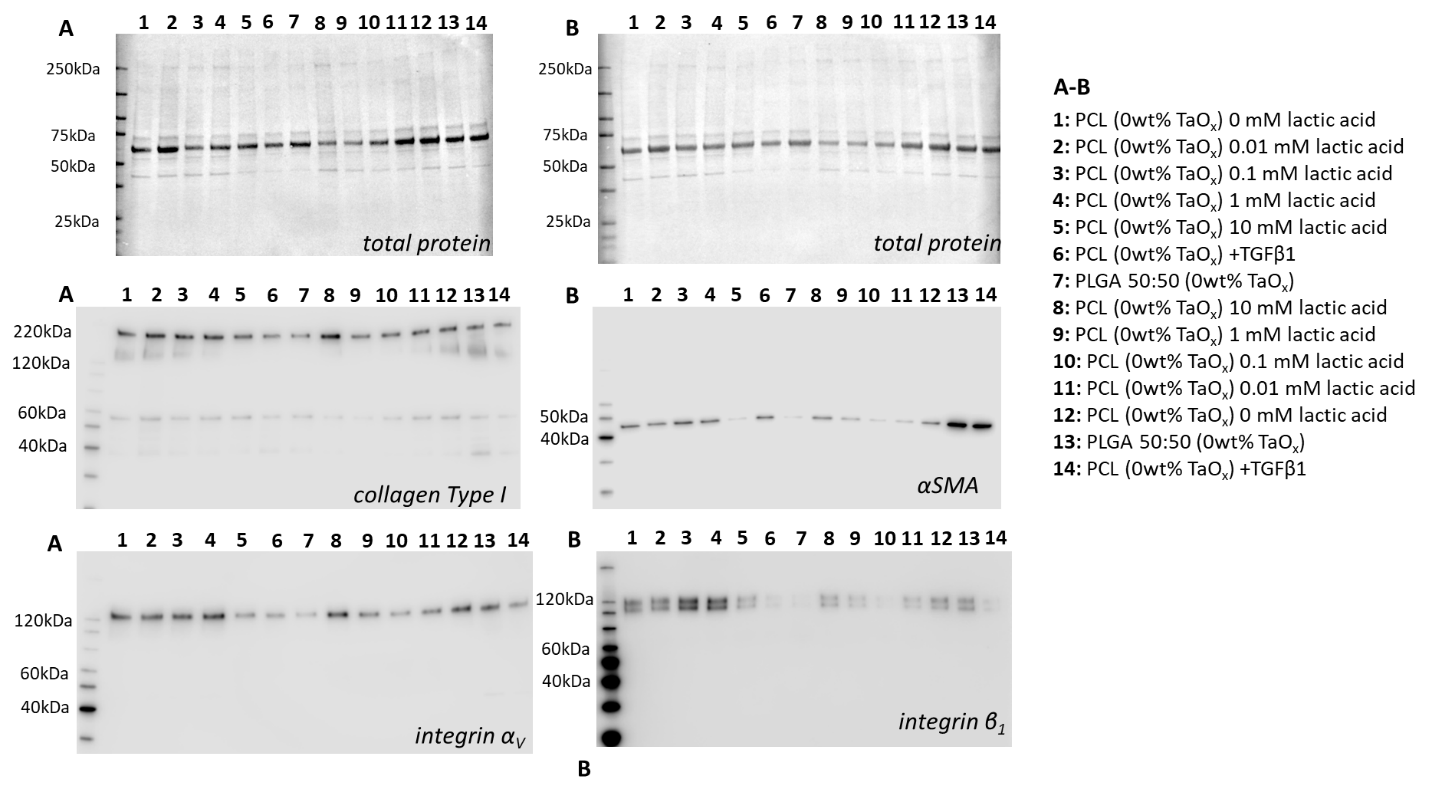 A 1 2 3 4 5 6 7 8 9 10 11 12 13 14
250kDa
75kDa
50kDa
25kDa
total protein
B 1 2 3 4 5 6 7 8 9 10 11 12 13 14
250kDa
75kDa
50kDa
25kDa
total protein
A 1 2 3 4 5 6 7 8 9 10 11 12 13 14
220kDa
120kDa
60kDa
40kDa
collagen Type I
B 1 2 3 4 5 6 7 8 9 10 11 12 13 14
50kDa
40kDa
αSMA
A 1 2 3 4 5 6 7 8 9 10 11 12 13 14
120kDa
60kDa
40kDa
integrin αV
B 1 2 3 4 5 6 7 8 9 10 11 12 13 14
120kDa
60kDa
40kDa
integrin β1
B
A-B
1: PCL (0wt% TaOx) 0 mM lactic acid
2: PCL (0wt% TaOx) 0.01 mM lactic acid
3: PCL (0wt% TaOx) 0.1 mM lactic acid
4: PCL (0wt% TaOx) 1 mM lactic acid
5: PCL (0wt% TaOx) 10 mM lactic acid
6: PCL (0wt% TaOx) +TGFβ1
7: PLGA 50:50 (0wt% TaOx)
8: PCL (0wt% TaOx) 10 mM lactic acid
9: PCL (0wt% TaOx) 1 mM lactic acid
10: PCL (0wt% TaOx) 0.1 mM lactic acid
11: PCL (0wt% TaOx) 0.01 mM lactic acid
12: PCL (0wt% TaOx) 0 mM lactic acid
13: PLGA 50:50 (0wt% TaOx)
14: PCL (0wt% TaOx) +TGFβ1